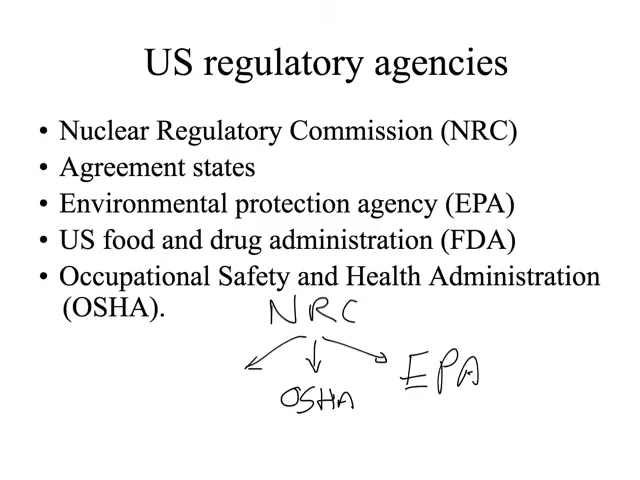 US regulatory agencies
• Nuclear Regulatory Commission (NRC)
• Agreement states
• Environmental protection agency (EPA)
• US food and drug administration (FDA)
• Occupational Safety and Health Administration
(OSHA).
NRC
EPA
OSHA